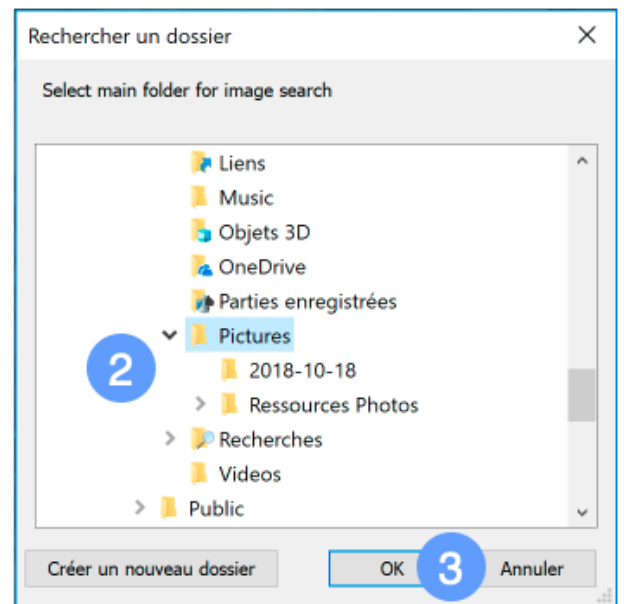 Rechercher un dossier
Select main folder for image search
Liens
Music
Objets 3D
OneDrive
Parties enregistrées
Pictures
2
2018-10-18
Ressources Photos
Recherches
Videos
Public
Créer un nouveau dossier OK 3 Annuler